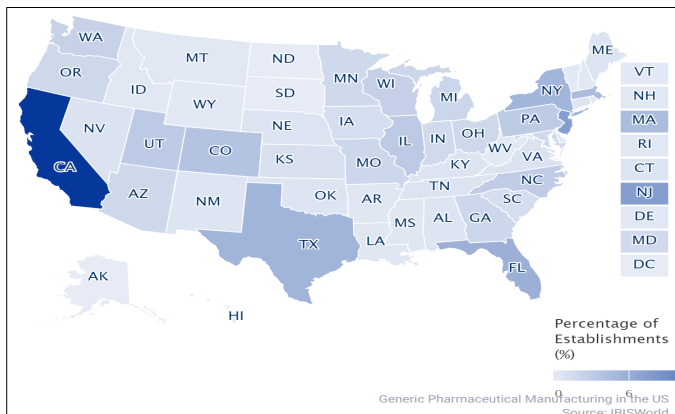 WA
MT
ND
ME
OR
MN
ID
SD
WI
NY
VT
WY
MI
NH
IA
PA
NE
MA
NV
IL
IN
OH
RI
UT
CO
WV
CA
KS
MO
KY
VA
CT
NJ
NC
TN
AZ
OK
NM
AR
SC
DE
MS
AL
GA
MD
TX
LA
DC
AK
FL
HI
Percentage of
Establishments
(%)
0 6
Generic Pharmaceutical Manufacturing in the US
Source: IBISWorld